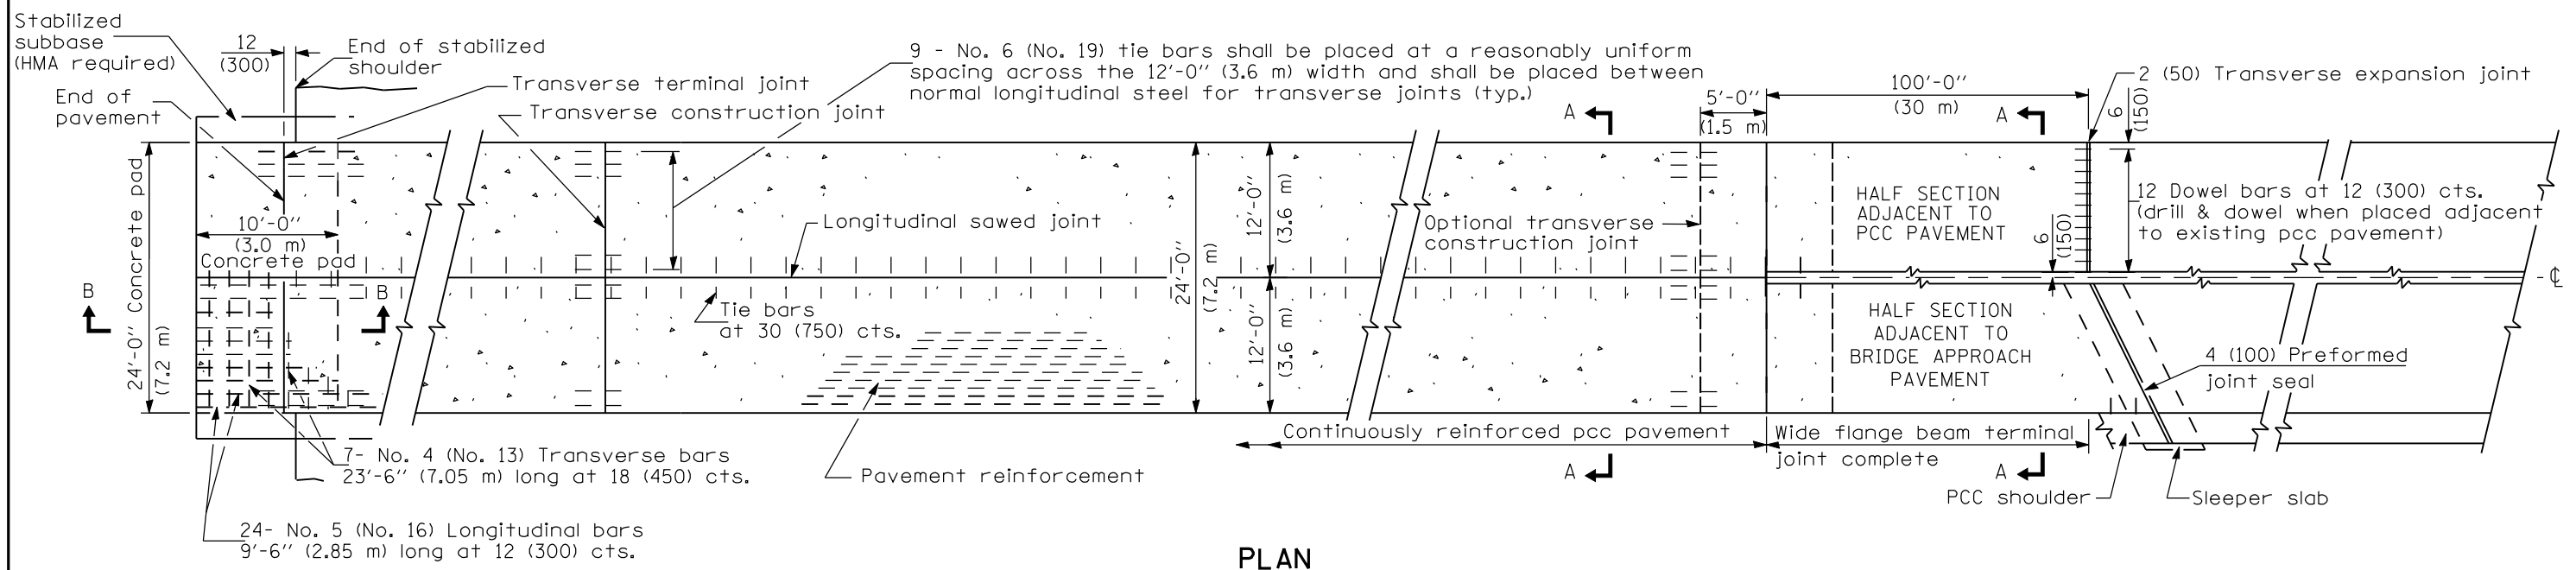 Stabilized
subbase
(HMA required)
12
(300)
End of stabilized
shoulder
End of
pavement
Transverse terminal joint
Transverse construction joint
9 - No. 6 (No. 19) tie bars shall be placed at a reasonably uniform
spacing across the 12'-0" (3.6 m) width and shall be placed between
normal longitudinal steel for transverse joints (typ.)
A
5'-0"
(1.5 m)
100'-0"
(30 m)
A
2 (50) Transverse expansion joint
6
(150)
24'-0" Concrete pad
(7.2 m)
10'-0"
(3.0 m)
Concrete pad
B
B
Longitudinal sawed joint
Tie bars
at 30 (750) cts.
24'-0"
(7.2 m)
12'-0"
(3.6 m)
12'-0"
(3.6 m)
Optional transverse
construction joint
HALF SECTION
ADJACENT TO
PCC PAVEMENT
6
(150)
12 Dowel bars at 12 (300) cts.
(drill & dowel when placed adjacent
to existing pcc pavement)
℄
HALF SECTION
ADJACENT TO
BRIDGE APPROACH
PAVEMENT
4 (100) Preformed
joint seal
Continuously reinforced pcc pavement
Wide flange beam terminal
joint complete
A
A
7- No. 4 (No. 13) Transverse bars
23'-6" (7.05 m) long at 18 (450) cts.
Pavement reinforcement
PCC shoulder
Sleeper slab
24- No. 5 (No. 16) Longitudinal bars
9'-6" (2.85 m) long at 12 (300) cts.
PLAN